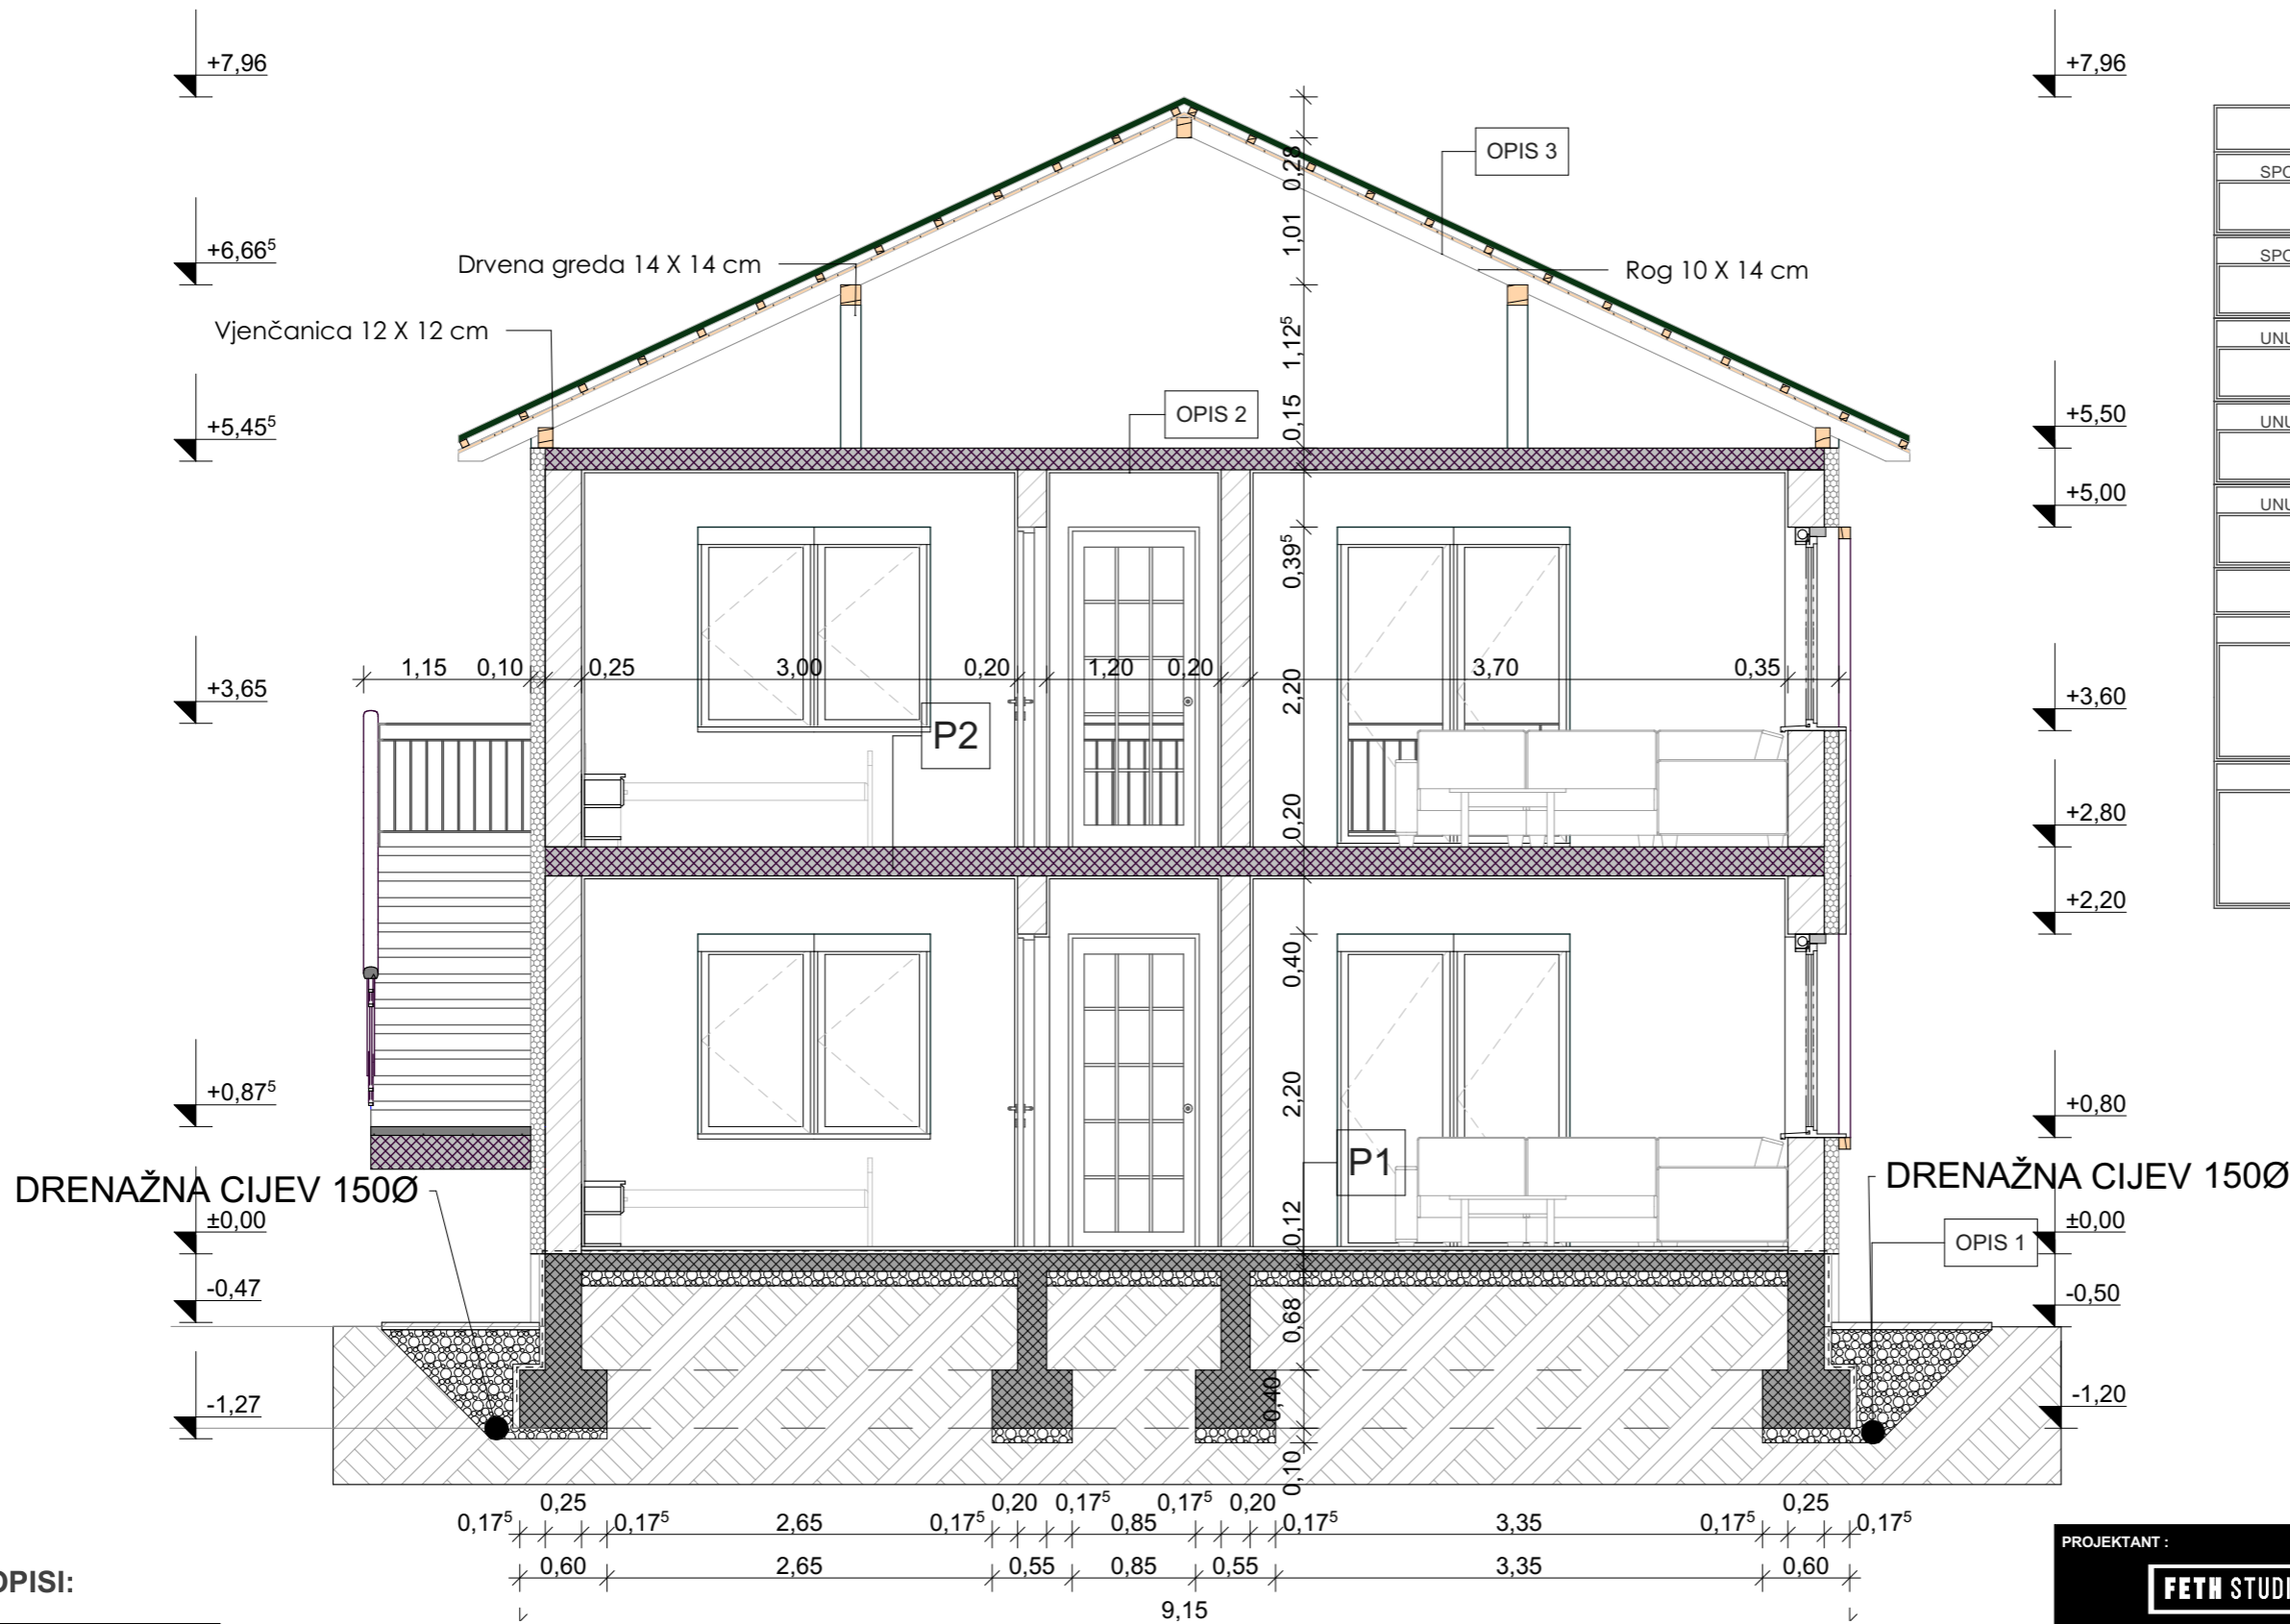 +7,96
+7,96
OPIS 3
0,28
SPO
1,01
+6,66⁵
Drvena greda 14 X 14 cm
Rog 10 X 14 cm
SPO
Vjenčanica 12 X 12 cm
1,12⁵
UNU
+5,45⁵
OPIS 2
0,15
+5,50
UNU
+5,00
UNU
0,39⁵
1,15 0,10 0,25 3,00 0,20 1,20 0,20 3,70 0,35
+3,65
2,20
+3,60
P2
0,20
+2,80
+2,20
0,40
+0,87⁵
2,20
+0,80
P1
DRENAŽNA CIJEV 150Ø
DRENAŽNA CIJEV 150Ø
±0,00
0,12
±0,00
OPIS 1
-0,47
0,68
-0,50
-1,27
0,40
-1,20
0,10
0,25 0,20 0,17⁵ 0,17⁵ 0,20 0,25
0,17⁵ 0,17⁵ 2,65 0,17⁵ 0,85 0,17⁵ 3,35 0,17⁵ 0,17⁵
0,60 2,65 0,55 0,85 0,55 3,35 0,60
9,15
OPISI:
PROJEKTANT :
FETH STUDI